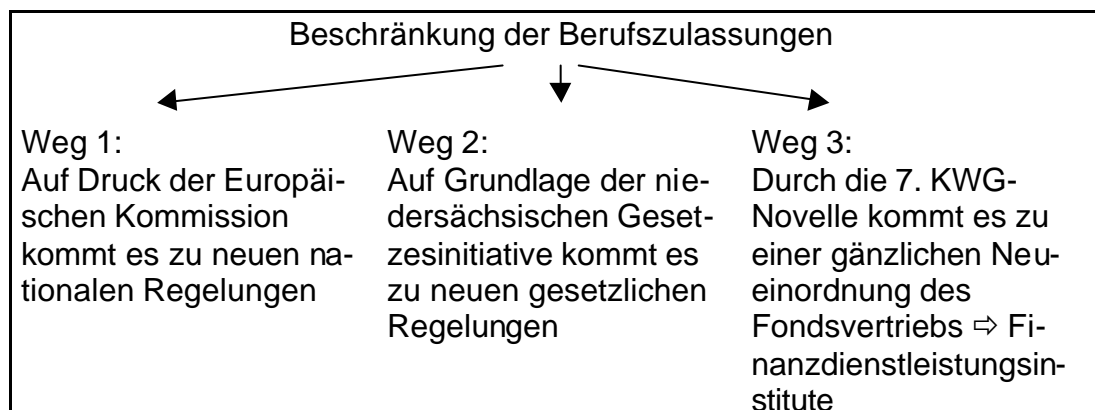 Beschränkung der Berufszulassungen
Weg 1:
Auf Druck der Europäi-
schen Kommission
kommt es zu neuen na-
tionalen Regelungen
Weg 2:
Auf Grundlage der nie-
dersächsischen Geset-
zesinitiative kommt es
zu neuen gesetzlichen
Regelungen
Weg 3:
Durch die 7. KWG-
Novelle kommt es zu
einer gänzlichen Neu-
einordnung des
Fondsvertriebs ⇨ Fi-
nanzdienstleistungsin-
stitute